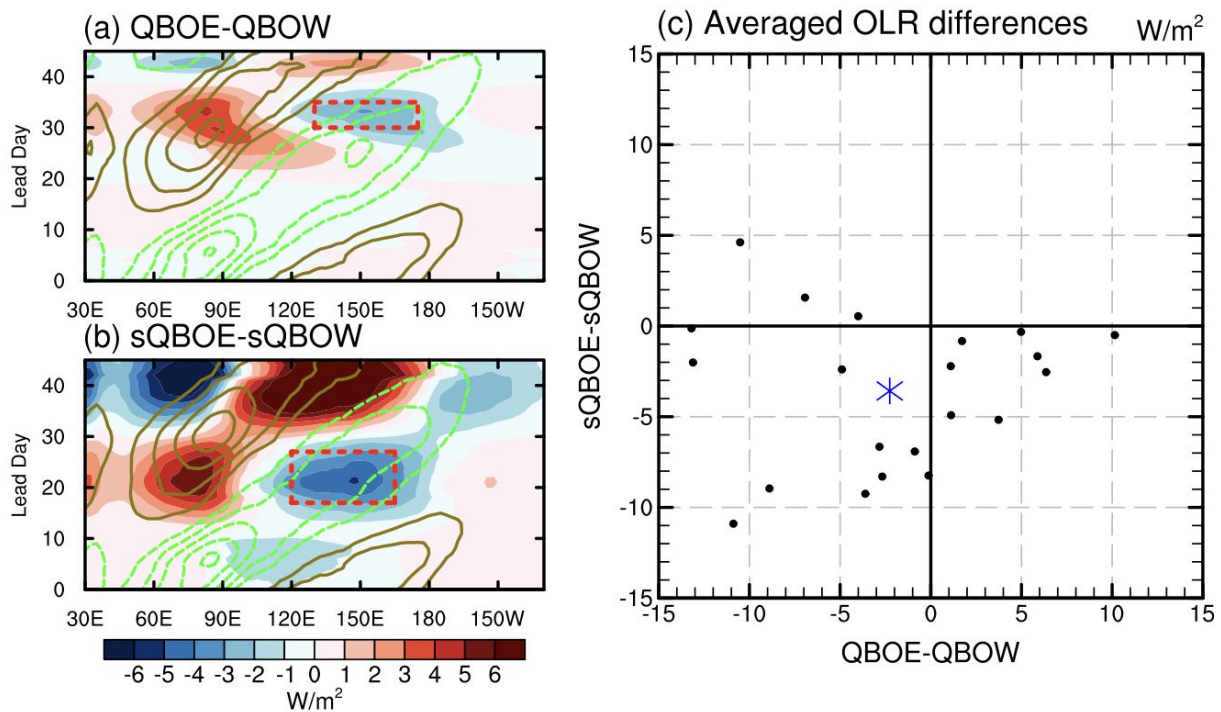 (a) QBOE-QBOW
Lead Day
40
30
20
10
0
30E 60E 90E 120E 150E 180 150W
(b) sQBOE-sQBOW
Lead Day
40
30
20
10
0
30E 60E 90E 120E 150E 180 150W
-6 -5 -4 -3 -2 -1 0 1 2 3 4 5 6
W/m²
(c) Averaged OLR differences W/m²
sQBOE-sQBOW
15
10
5
0
-5
-10
-15
-15 -10 -5 0 5 10 15
QBOE-QBOW